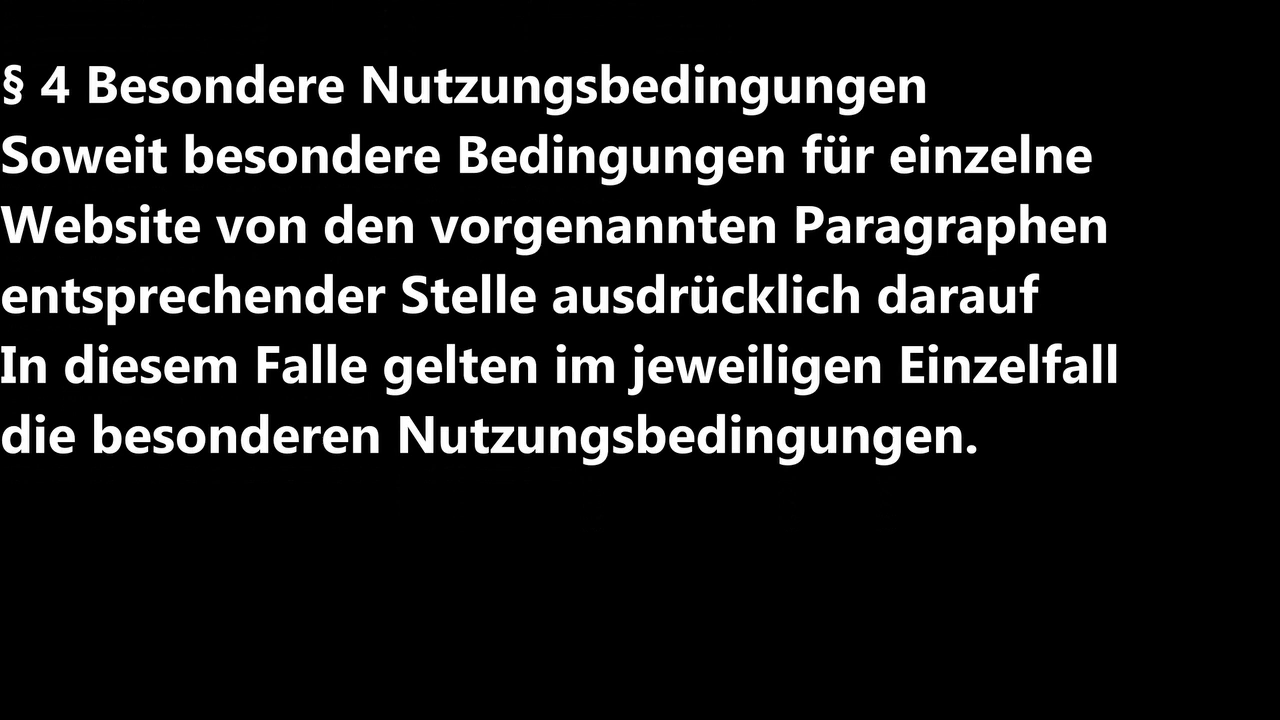 § 4 Besondere Nutzungsbedingungen
Soweit besondere Bedingungen für einzelne
Website von den vorgenannten Paragraphen
entsprechender Stelle ausdrücklich darauf
In diesem Falle gelten im jeweiligen Einzelfall
die besonderen Nutzungsbedingungen.